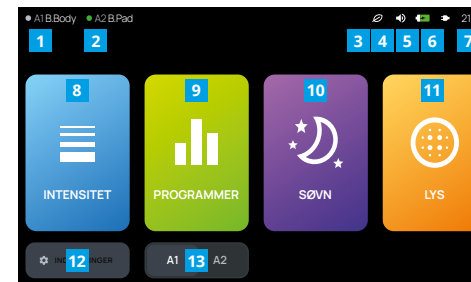 A1 B.Body A2 B.Pad 21
1 2 3 4 5 6 7
8 9 10 11
INTENSITET PROGRAMMER SØVN LYS
12 A1 13 A2